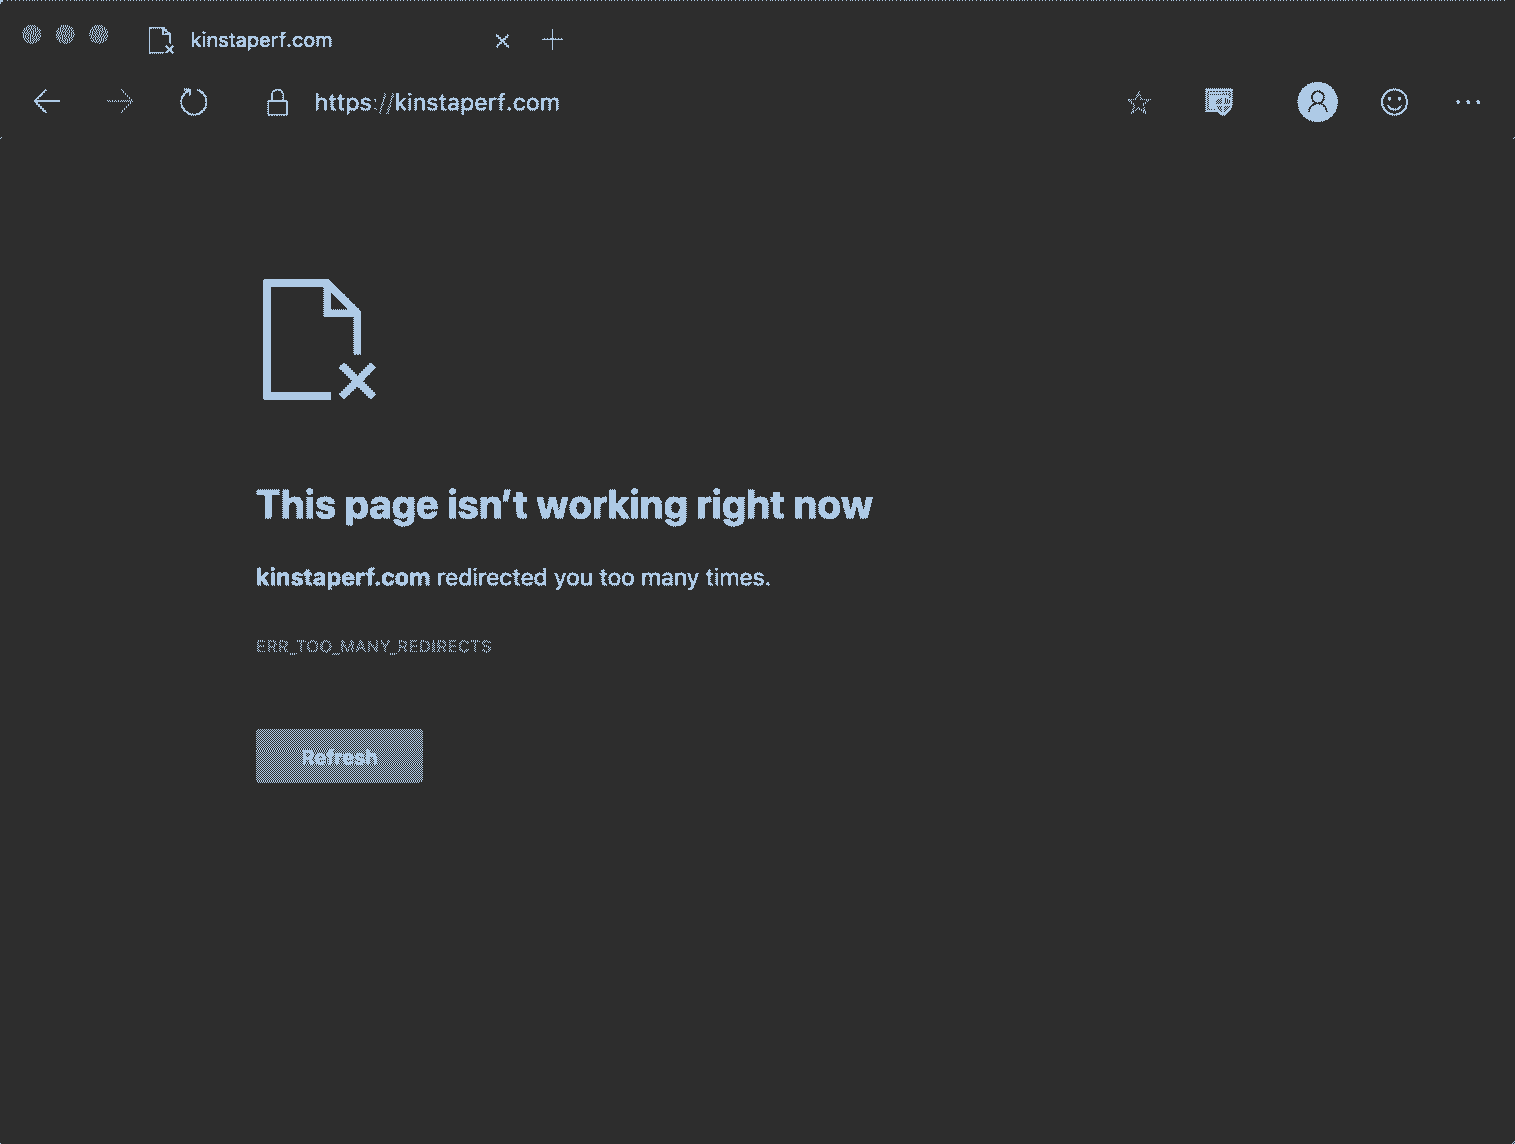 kinstaperf.com
https://kinstaperf.com
This page isn't working right now
kinstaperf.com redirected you too many times.
ERR_TOO_MANY_REDIRECTS
Refresh